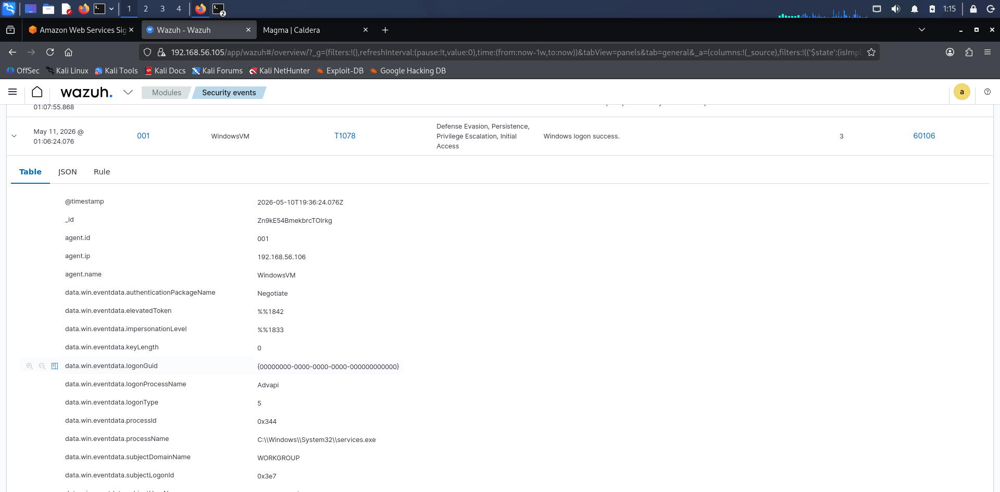 1 2 3 4 2 1:15
Amazon Web Services Sig
Wazuh - Wazuh
Magma | Caldera
192.168.56.105/app/wazuh#/overview/?_g=(filters:!(),refreshInterval:(pause:!t,value:0),time:(from:now-1w,to:now))&tabView=panels&tab=general&_a=(columns:!(_source),filters:!(('$state':(isImpl
OffSec Kali Linux Kali Tools Kali Docs Kali Forums Kali NetHunter Exploit-DB Google Hacking DB
wazuh. Modules Security events a
01:07:55.868
May 11, 2026 @
01:06:24.076
001
WindowsVM
T1078
Defense Evasion, Persistence,
Privilege Escalation, Initial
Access
Windows logon success.
3
60106
Table JSON Rule
@timestamp 2026-05-10T19:36:24.076Z
_id Zn9kE54BmekbrcTOIrkg
agent.id 001
agent.ip 192.168.56.106
agent.name WindowsVM
data.win.eventdata.authenticationPackageName Negotiate
data.win.eventdata.elevatedToken %%1842
data.win.eventdata.impersonationLevel %%1833
data.win.eventdata.keyLength 0
data.win.eventdata.logonGuid {00000000-0000-0000-0000-000000000000}
data.win.eventdata.logonProcessName Advapi
data.win.eventdata.logonType 5
data.win.eventdata.processId 0x344
data.win.eventdata.processName C:\\Windows\\System32\\services.exe
data.win.eventdata.subjectDomainName WORKGROUP
data.win.eventdata.subjectLogonId 0x3e7